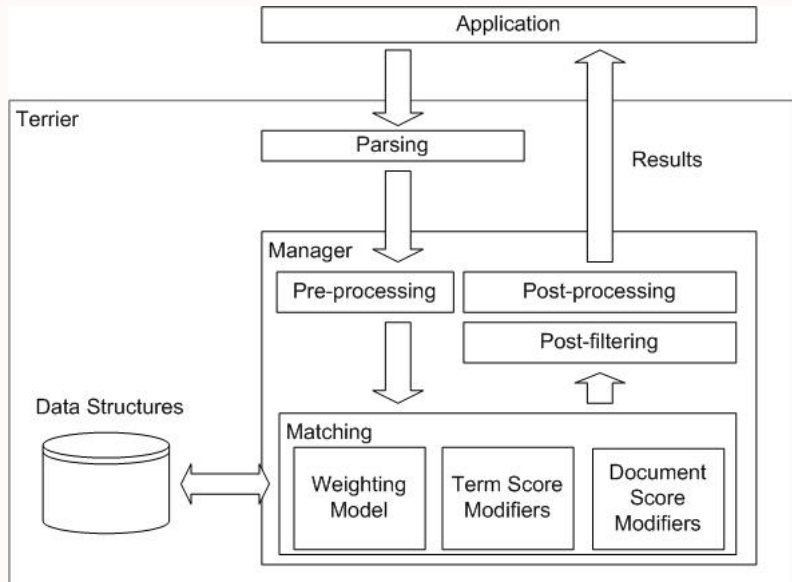 Application
Terrier
Parsing
Results
Manager
Pre-processing
Post-processing
Post-filtering
Data Structures
Matching
Weighting
Model
Term Score
Modifiers
Document
Score
Modifiers